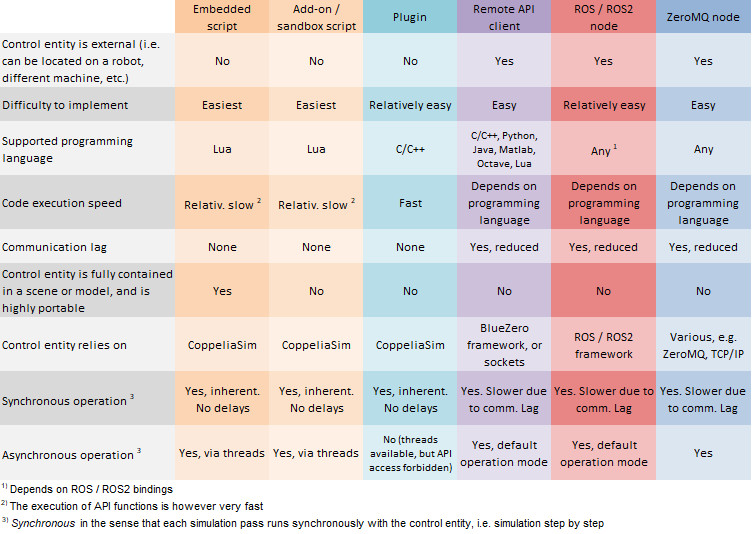 Embedded script Add-on / sandbox script Plugin Remote API client ROS / ROS2 node ZeroMQ node
Control entity is external (i.e. can be located on a robot, different machine, etc.) No No No Yes Yes Yes
Difficulty to implement Easiest Easiest Relatively easy Easy Relatively easy Easy
Supported programming language Lua Lua C/C++ C/C++, Python, Java, Matlab, Octave, Lua Any 1 Any
Code execution speed Relativ. slow 2 Relativ. slow 2 Fast Depends on programming language Depends on programming language Depends on programming language
Communication lag None None None Yes, reduced Yes, reduced Yes, reduced
Control entity is fully contained in a scene or model, and is highly portable Yes No No No No No
Control entity relies on CoppeliaSim CoppeliaSim CoppeliaSim BlueZero framework, or sockets ROS / ROS2 framework Various, e.g. ZeroMQ, TCP/IP
Synchronous operation 3 Yes, inherent. No delays Yes, inherent. No delays Yes, inherent. No delays Yes. Slower due to comm. Lag Yes. Slower due to comm. Lag Yes. Slower due to comm. Lag
Asynchronous operation 3 Yes, via threads Yes, via threads No (threads available, but API access forbidden) Yes, default operation mode Yes, default operation mode Yes
1) Depends on ROS / ROS2 bindings
2) The execution of API functions is however very fast
3) Synchronous in the sense that each simulation pass runs synchronously with the control entity, i.e. simulation step by step